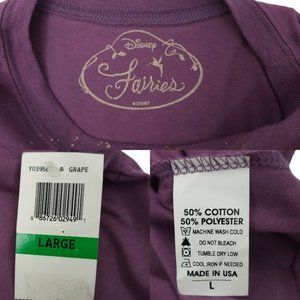 Disney
Fairies
© DISNEY
GRAPE
LARGE
50% COTTON
50% POLYESTER
MACHINE WASH COLD
DO NOT BLEACH
TUMBLE DRY LOW
COOL IRON IF NEEDED
MADE IN USA
L